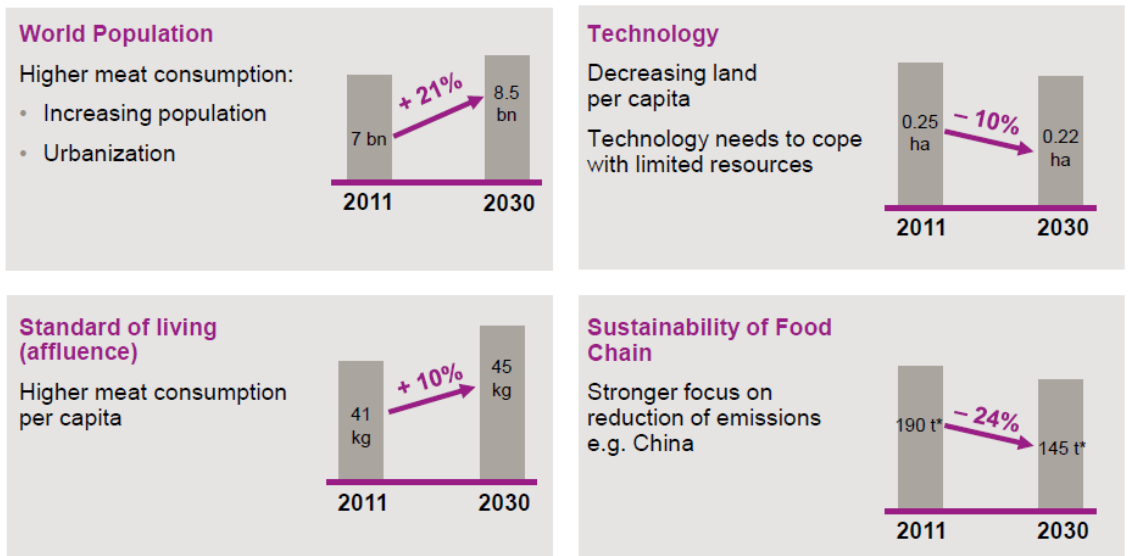 World Population
Higher meat consumption:
• Increasing population
• Urbanization
+ 21%
7 bn
8.5
bn
2011
2030
Technology
Decreasing land
per capita
Technology needs to cope
with limited resources
0.25
ha
– 10%
0.22
ha
2011
2030
Standard of living
(affluence)
Higher meat consumption
per capita
41
kg
+ 10%
45
kg
2011
2030
Sustainability of Food
Chain
Stronger focus on
reduction of emissions
e.g. China
190 t*
– 24%
145 t*
2011
2030